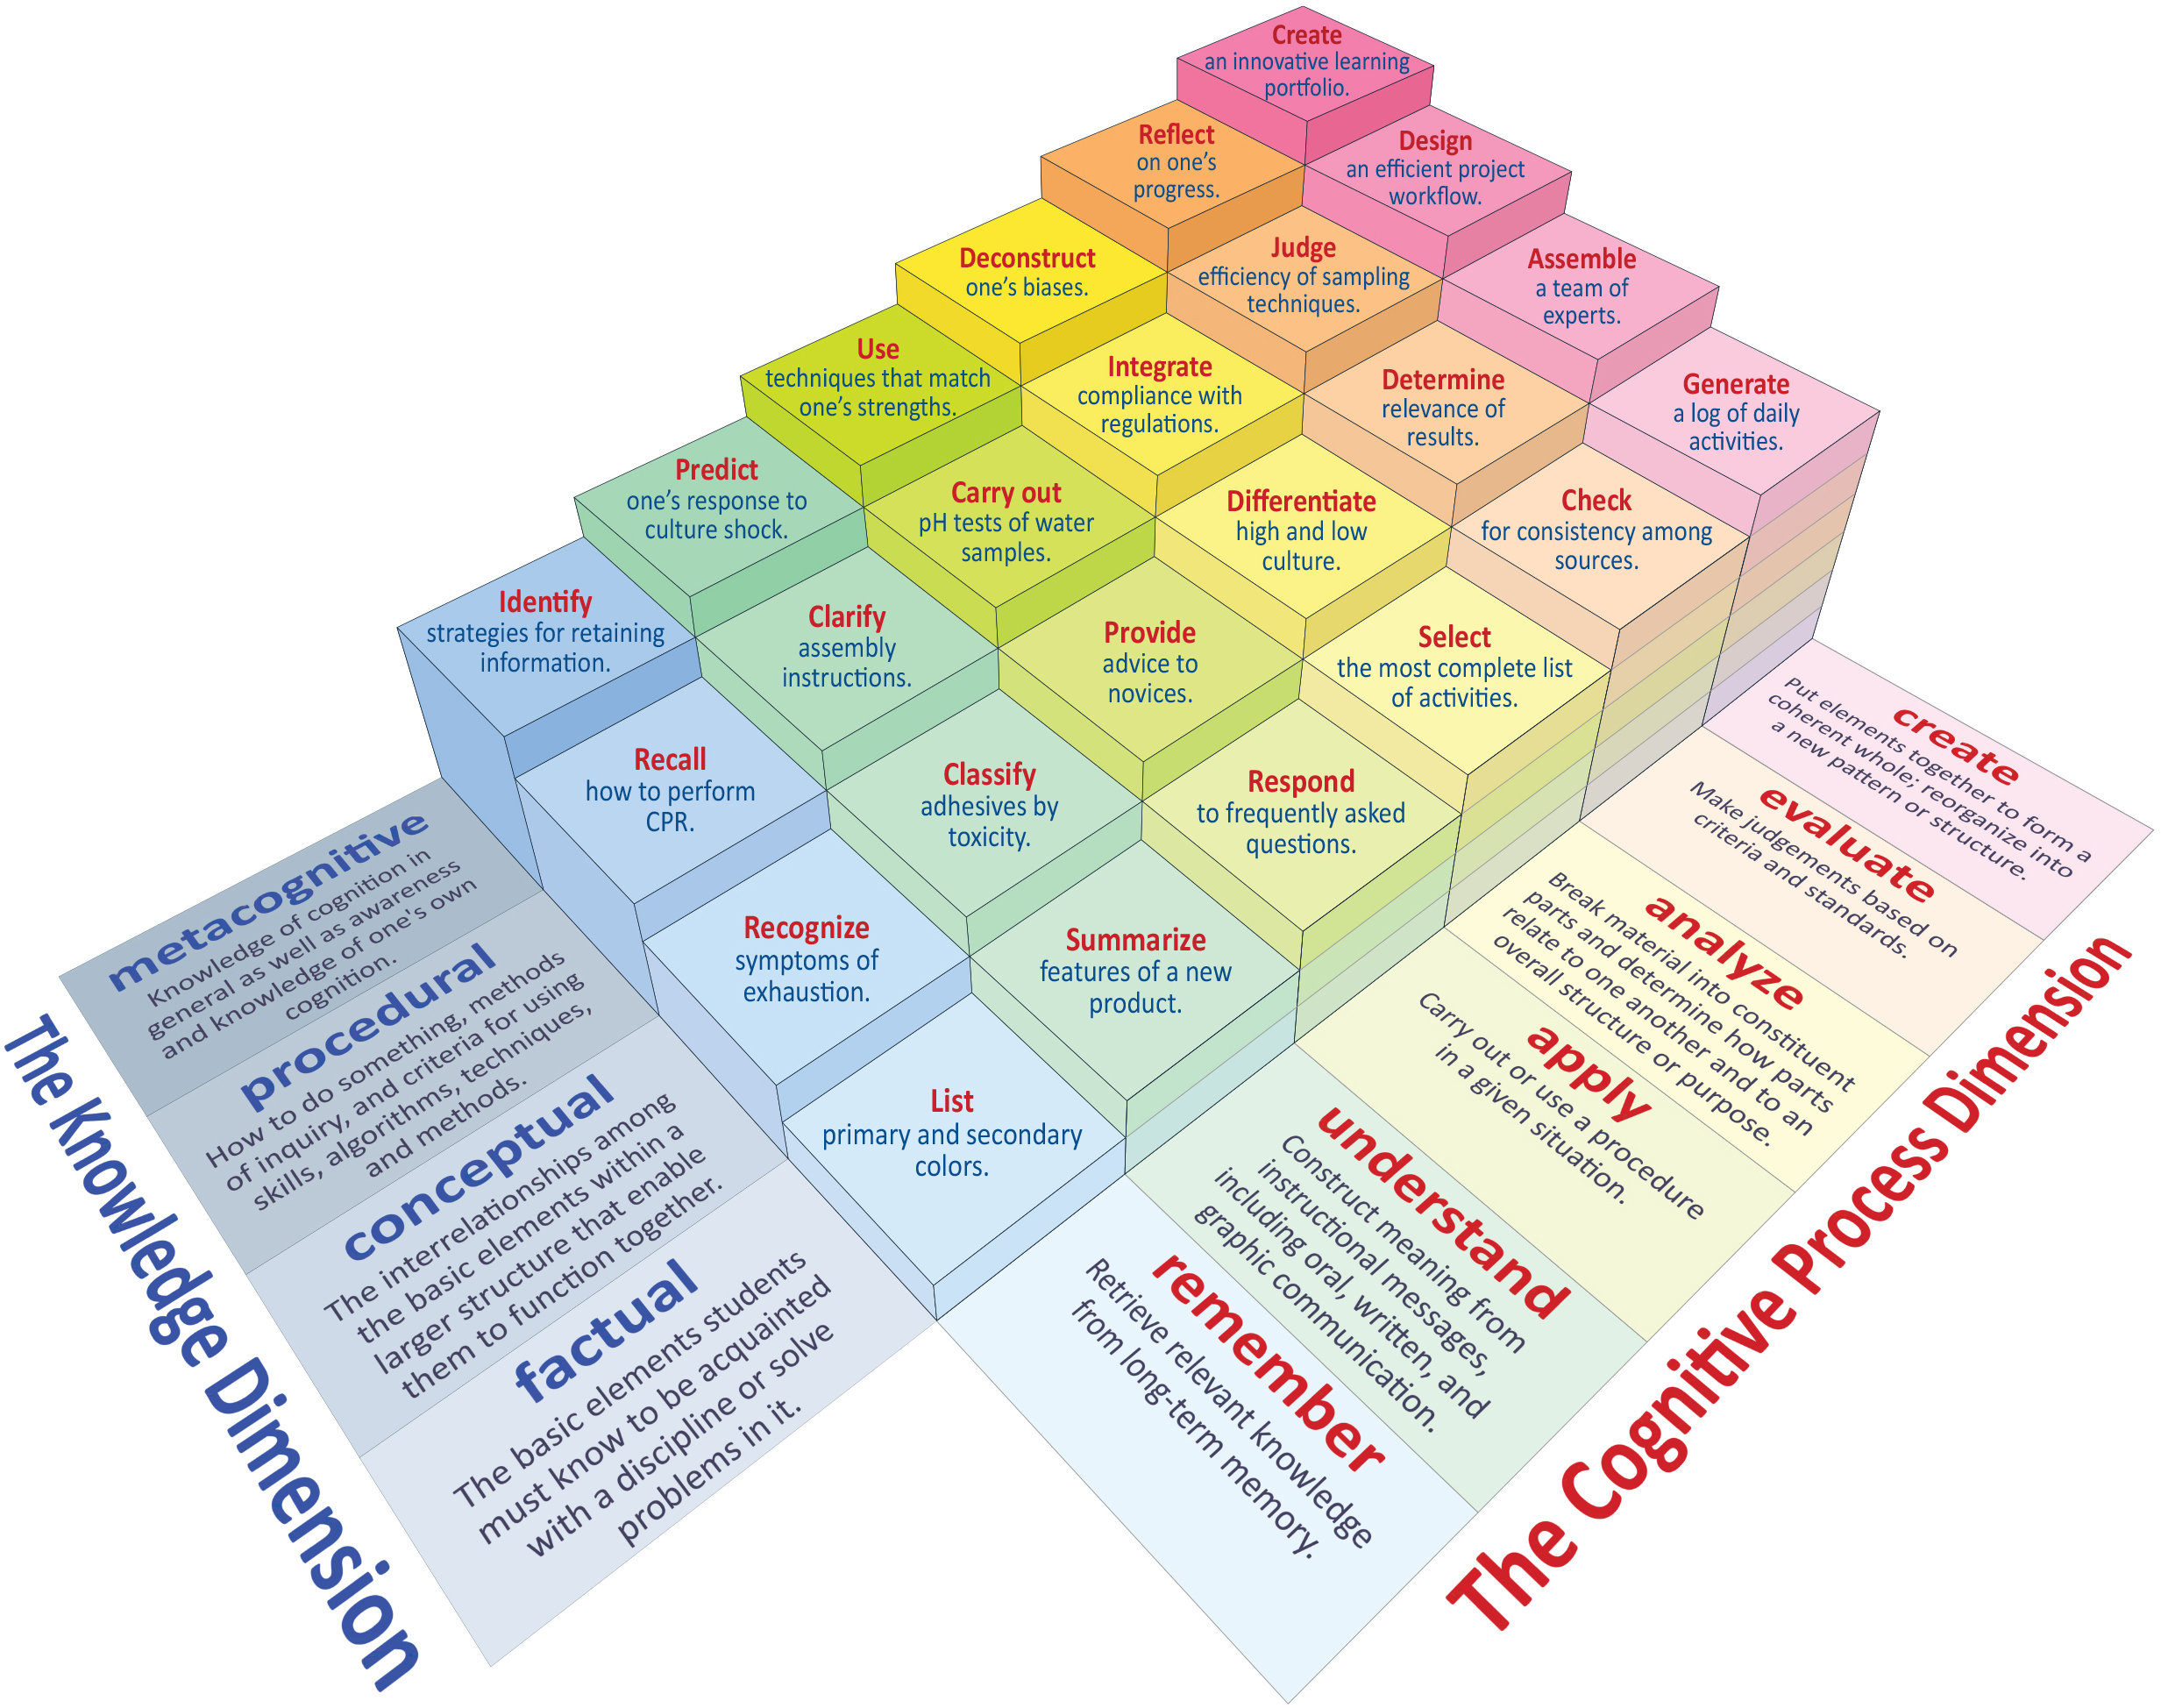 Create
an innovative learning
portfolio.
Reflect
on one's
progress.
Design
an efficient project
workflow.
Deconstruct
one's biases.
Judge
efficiency of sampling
techniques.
Assemble
a team of
experts.
Use
techniques that match
one's strengths.
Integrate
compliance with
regulations.
Determine
relevance of
results.
Generate
a log of daily
activities.
Predict
one's response to
culture shock.
Carry out
pH tests of water
samples.
Differentiate
high and low
culture.
Check
for consistency among
sources.
Identify
strategies for retaining
information.
Clarify
assembly
instructions.
Provide
advice to
novices.
Select
the most complete list
of activities.
Recall
how to perform
CPR.
Classify
adhesives by
toxicity.
Respond
to frequently asked
questions.
Recognize
symptoms of
exhaustion.
Summarize
features of a new
product.
List
primary and secondary
colors.
The Knowledge Dimension
metacognitive
Knowledge of cognition in
general as well as awareness
and knowledge of one's own
cognition.
procedural
How to do something, methods
of inquiry, and criteria for using
skills, algorithms, techniques,
and methods.
conceptual
The interrelationships among
the basic elements within a
larger structure that enable
them to function together.
factual
The basic elements students
must know to be acquainted
with a discipline or solve
problems in it.
The Cognitive Process Dimension
remember
Retrieve relevant knowledge
from long-term memory.
understand
Construct meaning from
instructional messages,
including oral, written, and
graphic communication.
apply
Carry out or use a procedure
in a given situation.
analyze
Break material into constituent
parts and determine how parts
relate to one another and to an
overall structure or purpose.
evaluate
Make judgements based on
criteria and standards.
create
Put elements together to form a
coherent whole; reorganize into
a new pattern or structure.